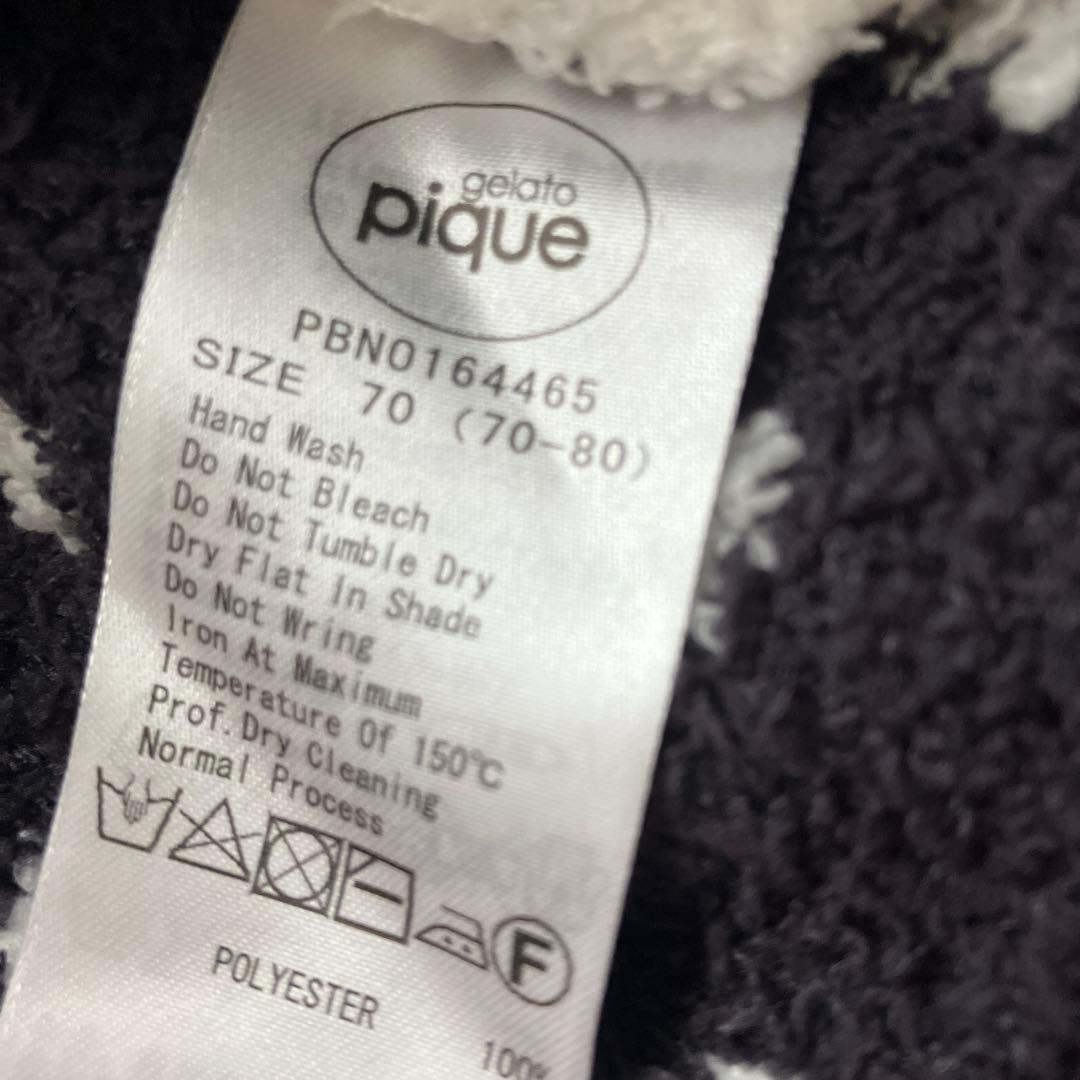 gelato
pique
PBNO164465
SIZE 70 (70-80)
Hand Wash
Do Not Bleach
Do Not Tumble Dry
Dry Flat In Shade
Do Not Wring
Iron At Maximum
Temperature Of 150℃
Prof.Dry Cleaning
Normal Process
F
POLYESTER
100%